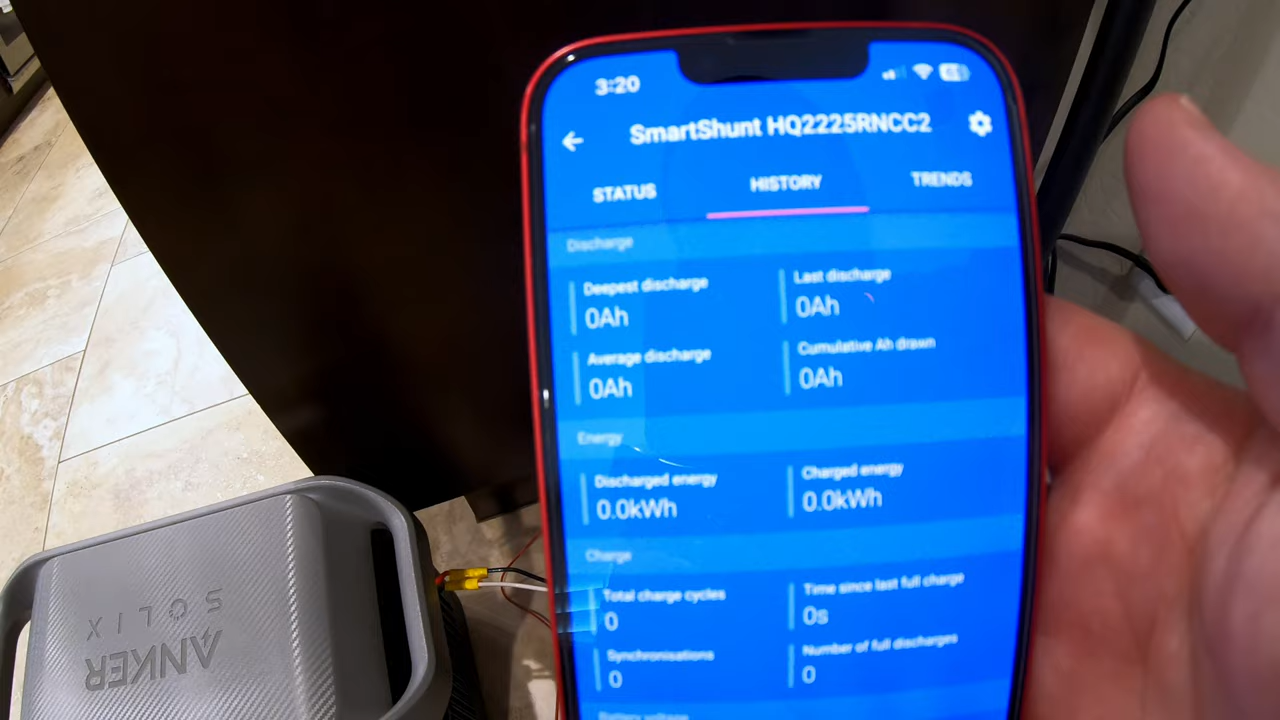 3:20
SmartShunt HQ2225RNCC2
STATUS HISTORY TRENDS
Discharge
Deepest discharge Last discharge
0Ah 0Ah
Average discharge Cumulative Ah drawn
0Ah 0Ah
Energy
Discharged energy Charged energy
0.0kWh 0.0kWh
Charge
Total charge cycles Time since last full charge
0 0s
Synchronisations Number of full discharges
0 0
Battery voltage
ANKER
SOLIX